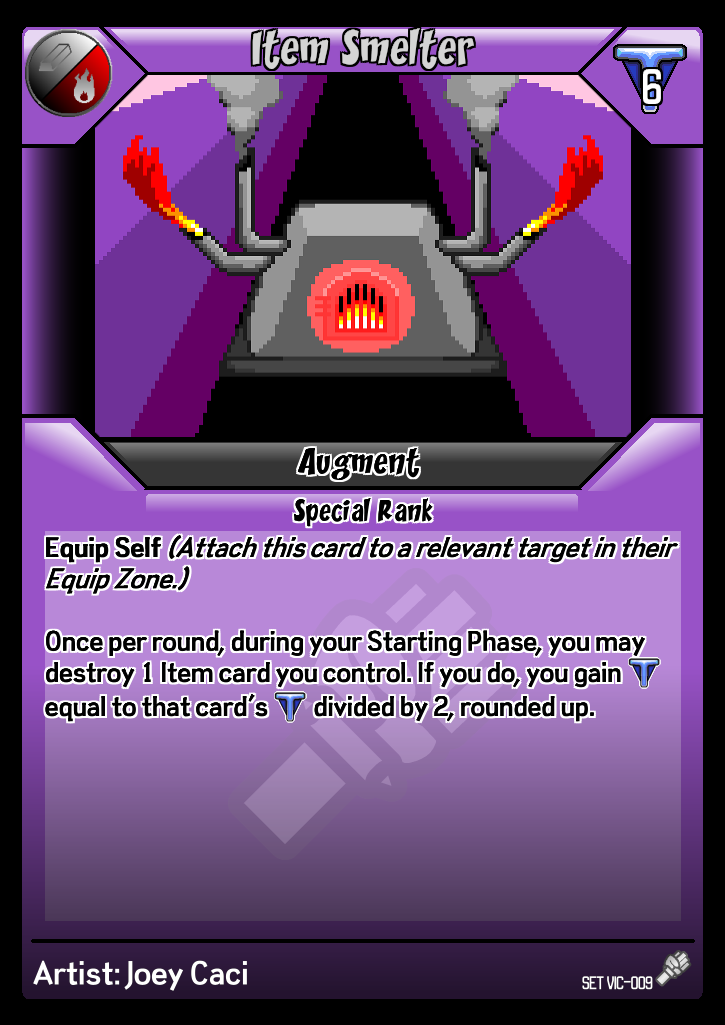 Item Smelter
6
Augment
Special Rank
Equip Self (Attach this card to a relevant target in their
Equip Zone.)
Once per round, during your Starting Phase, you may
destroy 1 Item card you control. If you do, you gain
equal to that card's divided by 2, rounded up.
Artist: Joey Caci
SET VIC-009